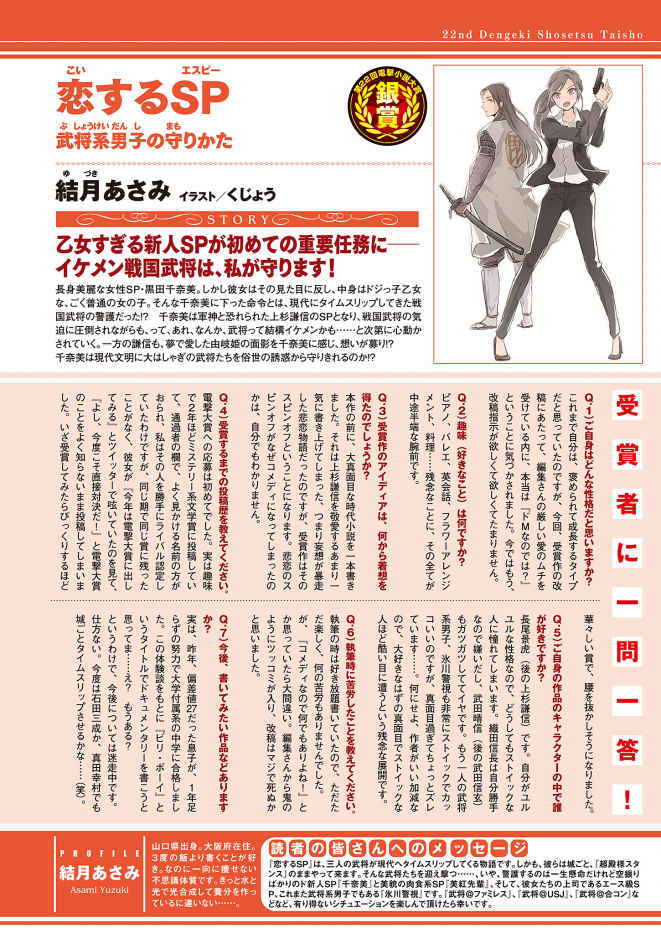 22nd Dengeki Shosetsu Taisho
こい エスピー
恋するSP
ぶしょうけいだんし まも
武将系男子の守りかた
第22回電撃小説大賞
銀賞
ゆづき
結月あさみ イラスト／くじょう
STORY
乙女すぎる新人SPが初めての重要任務に――
イケメン戦国武将は、私が守ります！
長身美麗な女性SP・黒田千奈美。しかし彼女はその見た目に反し、中身はドジっ子乙女
な、ごく普通の女の子。そんな千奈美に下った命令とは、現代にタイムスリップしてきた戦
国武将の警護だった!?　千奈美は軍神と恐れられた上杉謙信のSPとなり、戦国武将の気
迫に圧倒されながらも、って、あれ、なんか、武将って結構イケメンかも……と次第に心動か
されていく。一方の謙信も、夢で愛した由岐姫の面影を千奈美に感じ、想いが募り!?
千奈美は現代文明に大はしゃぎの武将たちを俗世の誘惑から守りきれるのか!?
受賞者に一問一答！
Q.1）ご自身はどんな性格だと思いますか？
これまで自分は、褒められて成長するタイプ
だと思っていたのですが、今回、受賞作の改
稿にあたって、編集さんの厳しい愛のムチを
受けている内に、本当は『ドMなのでは？』
ということに気づかされました。今ではもう、
改稿指示が欲しくて欲しくてたまりません。
Q.2）趣味（好きなこと）は何ですか？
ピアノ、バレエ、英会話、フラワーアレンジ
メント、料理……残念なことに、その全てが
中途半端な腕前です。
Q.3）受賞作のアイディアは、何から着想を
得たのでしょうか？
本作の前に、大真面目な時代小説を一本書き
ました。それは上杉謙信を敬愛するあまり一
気に書き上げてしまった、つまり妄想が暴走
した悲恋物語だったのですが、受賞作はその
スピンオフということになります。悲恋のス
ピンオフがなぜコメディになってしまったの
かは、自分でもわかりません。
Q.4）受賞するまでの投稿歴を教えてください。
電撃大賞への応募は初めてでした。実は趣味
で２年ほどミステリー系文学賞に投稿してい
て、通過者の欄で、よく見かける名前の方が
おられ、私はその人を勝手にライバル認定し
ていたわけですが、同じ期で同じ賞に残った
ことがなく、彼女が『今年は電撃大賞に出し
てみる』とツイッターで呟いていたのを見て、
『よし、今度こそ直接対決だー！』と電撃大賞
のことをよく知らないまま投稿してしまいま
した。いざ受賞してみたらびっくりするほど
華々しい賞で、腰を抜かしそうになりました。
Q.5）ご自身の作品のキャラクターの中で誰
が好きですか？
長尾景虎（後の上杉謙信）です。自分がユル
ユルな性格なので、どうしてもストイックな
人に憧れてしまいます。織田信長は自分勝手
なので嫌いだし、武田晴信（後の武田信玄）
もガツガツしててイヤです。もう一人の武将
系男子、氷川警視も非常にストイックでカッ
コいいのですが、真面目過ぎてちょっとズレ
ています……。何にせよ、作者がいい加減な
ので、大好きなはずの真面目でストイックな
人ほど酷い目に遭うという残念な展開です。
Q.6）執筆時に苦労したことを教えてください。
執筆の時は好き放題書いていたので、ただた
だ楽しく、何の苦労もありませんでした。
が、『コメディなので何でもありよね！』と
か思っていたら大間違い。編集さんから鬼の
ようにツッコミが入り、改稿はマジで死ぬか
と思いました。
Q.7）今後、書いてみたい作品などあります
か？
実は、昨年、偏差値27だった息子が、１年足
らずの努力で大学付属系の中学に合格しまし
た。この体験談をもとに『ビリ・ボーイ』と
いうタイトルでドキュメンタリーを書こうと
思ってま……え？　もうある？
というわけで、今後については迷走中です。
仕方ない。今度は石田三成か、真田幸村でも
城ごとタイムスリップさせるかな……（笑）。
PROFILE
結月あさみ
Asami Yuzuki
山口県出身。大阪府在住。
３度の飯より書くことが好
き。なのに一向に痩せない
不思議体質です。きっと水と
光で光合成して養分を作っ
ているに違いない……。
読者の皆さんへのメッセージ
『恋するSP』は、三人の武将が現代へタイムスリップしてくる物語です。しかも、彼らは城ごと、『超殿様スタ
ンス』のままやって来ます。そんな武将たちを迎え撃つ……、いや、警護するのは一生懸命だけれど空振り
ばかりのド新人SP『千奈美』と美貌の肉食系SP『美紅先輩』。そして、彼女たちの上司であるエース級S
P、これまた武将系男子でもある『氷川警視』です。『武将@ファミレス』、『武将@USJ』、『武将@合コン』な
どなど、有り得ないシチュエーションを楽しんで頂けたら幸いです。